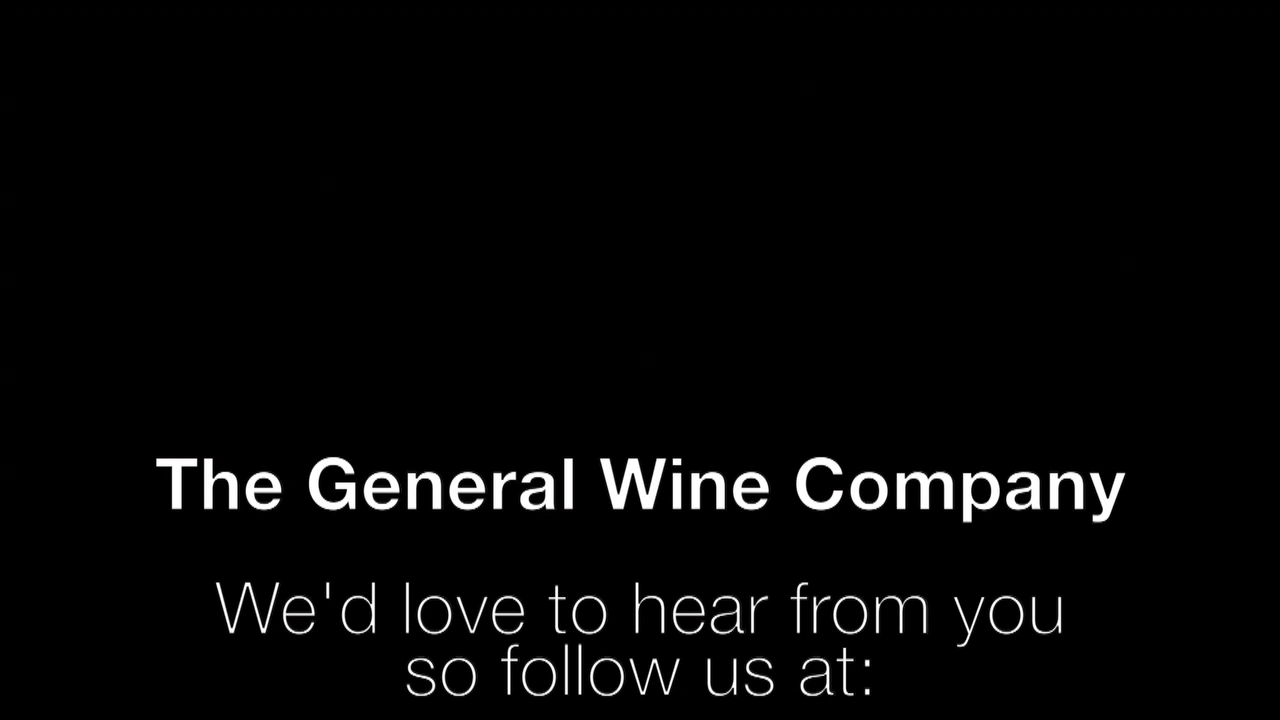 The General Wine Company
We'd love to hear from you
so follow us at: